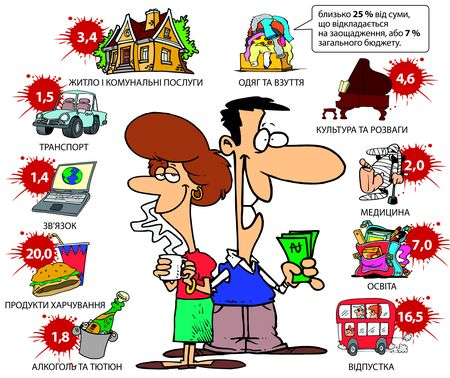 3,4
ЖИТЛО І КОМУНАЛЬНІ ПОСЛУГИ
ОДЯГ ТА ВЗУТТЯ
близько 25 % від суми,
що відкладається
на заощадження, або 7 %
загального бюджету.
1,5
ТРАНСПОРТ
4,6
КУЛЬТУРА ТА РОЗВАГИ
1,4
ЗВ'ЯЗОК
2,0
МЕДИЦИНА
20,0
ПРОДУКТИ ХАРЧУВАННЯ
7,0
ОСВІТА
1,8
АЛКОГОЛЬ ТА ТЮТЮН
16,5
ВІДПУСТКА